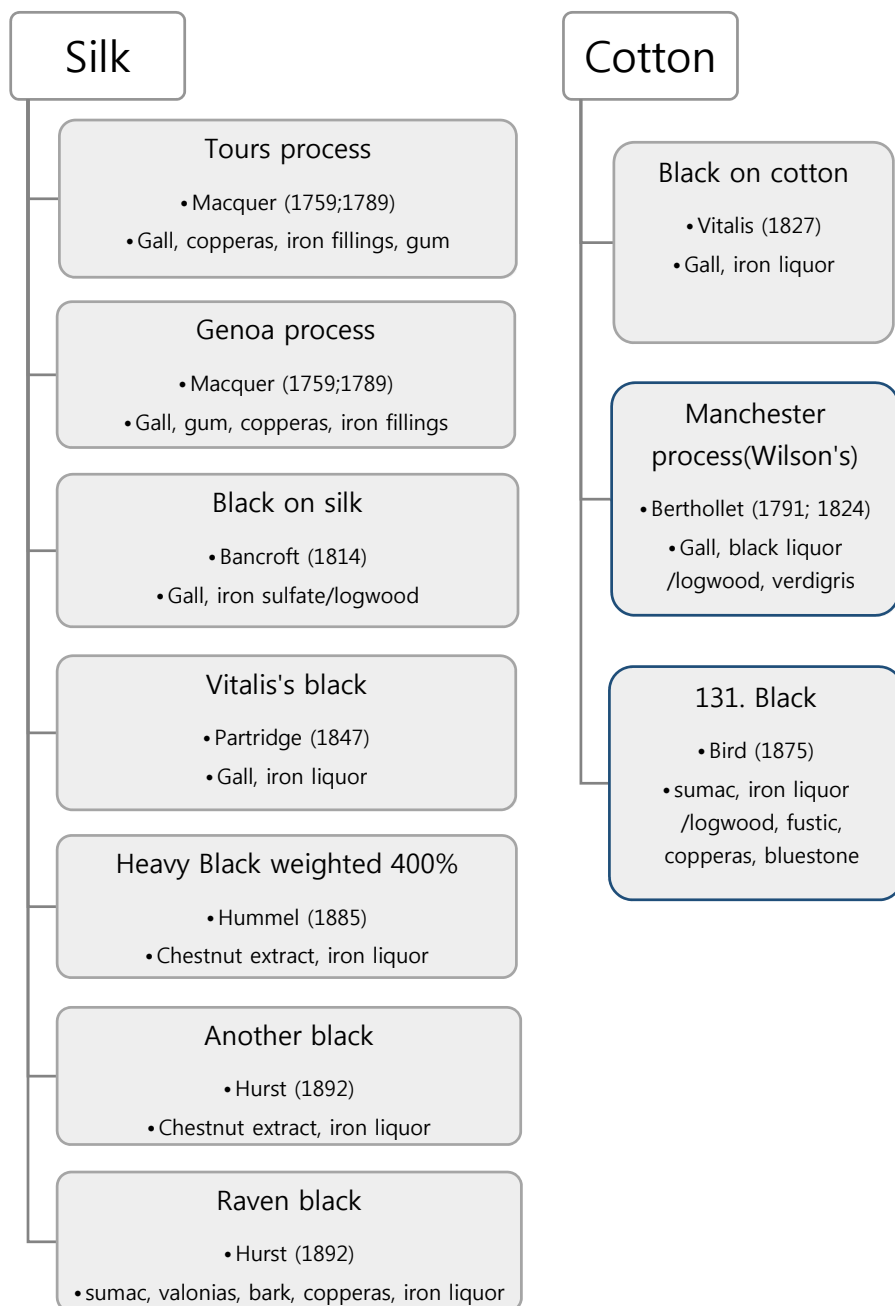 Silk
Tours process
•Macquer (1759;1789)
•Gall, copperas, iron fillings, gum
Genoa process
•Macquer (1759;1789)
•Gall, gum, copperas, iron fillings
Black on silk
•Bancroft (1814)
•Gall, iron sulfate/logwood
Vitalis's black
•Partridge (1847)
•Gall, iron liquor
Heavy Black weighted 400%
•Hummel (1885)
•Chestnut extract, iron liquor
Another black
•Hurst (1892)
•Chestnut extract, iron liquor
Raven black
•Hurst (1892)
•sumac, valonias, bark, copperas, iron liquor
Cotton
Black on cotton
•Vitalis (1827)
•Gall, iron liquor
Manchester
process(Wilson's)
•Berthollet (1791; 1824)
•Gall, black liquor
/logwood, verdigris
131. Black
•Bird (1875)
•sumac, iron liquor
/logwood, fustic,
copperas, bluestone